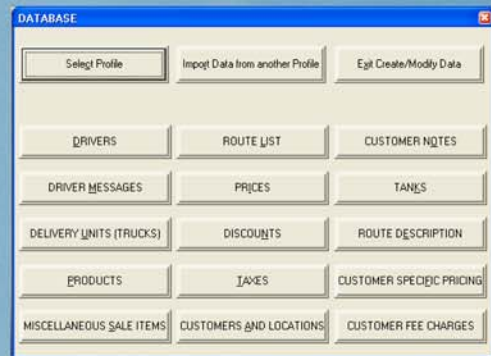 DATABASE
Select Profile
Import Data from another Profile
Exit Create/Modify Data
DRIVERS
ROUTE LIST
CUSTOMER NOTES
DRIVER MESSAGES
PRICES
TANKS
DELIVERY UNITS (TRUCKS)
DISCOUNTS
ROUTE DESCRIPTION
PRODUCTS
TAXES
CUSTOMER SPECIFIC PRICING
MISCELLANEOUS SALE ITEMS
CUSTOMERS AND LOCATIONS
CUSTOMER FEE CHARGES